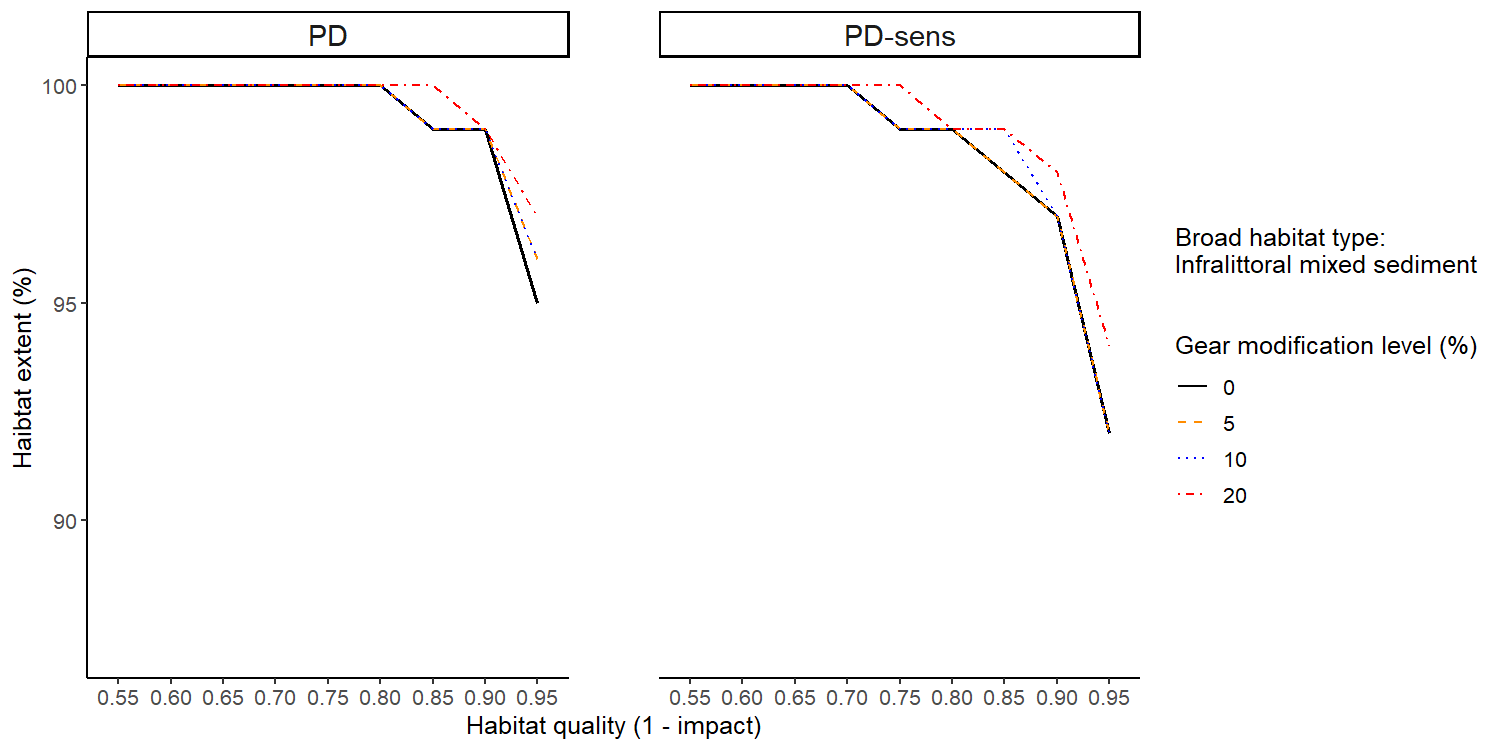 PD
PD-sens
100
95
90
Haibtat extent (%)
0.55 0.60 0.65 0.70 0.75 0.80 0.85 0.90 0.95
0.55 0.60 0.65 0.70 0.75 0.80 0.85 0.90 0.95
Habitat quality (1 - impact)
Broad habitat type:
Infralittoral mixed sediment
Gear modification level (%)
0
5
10
20